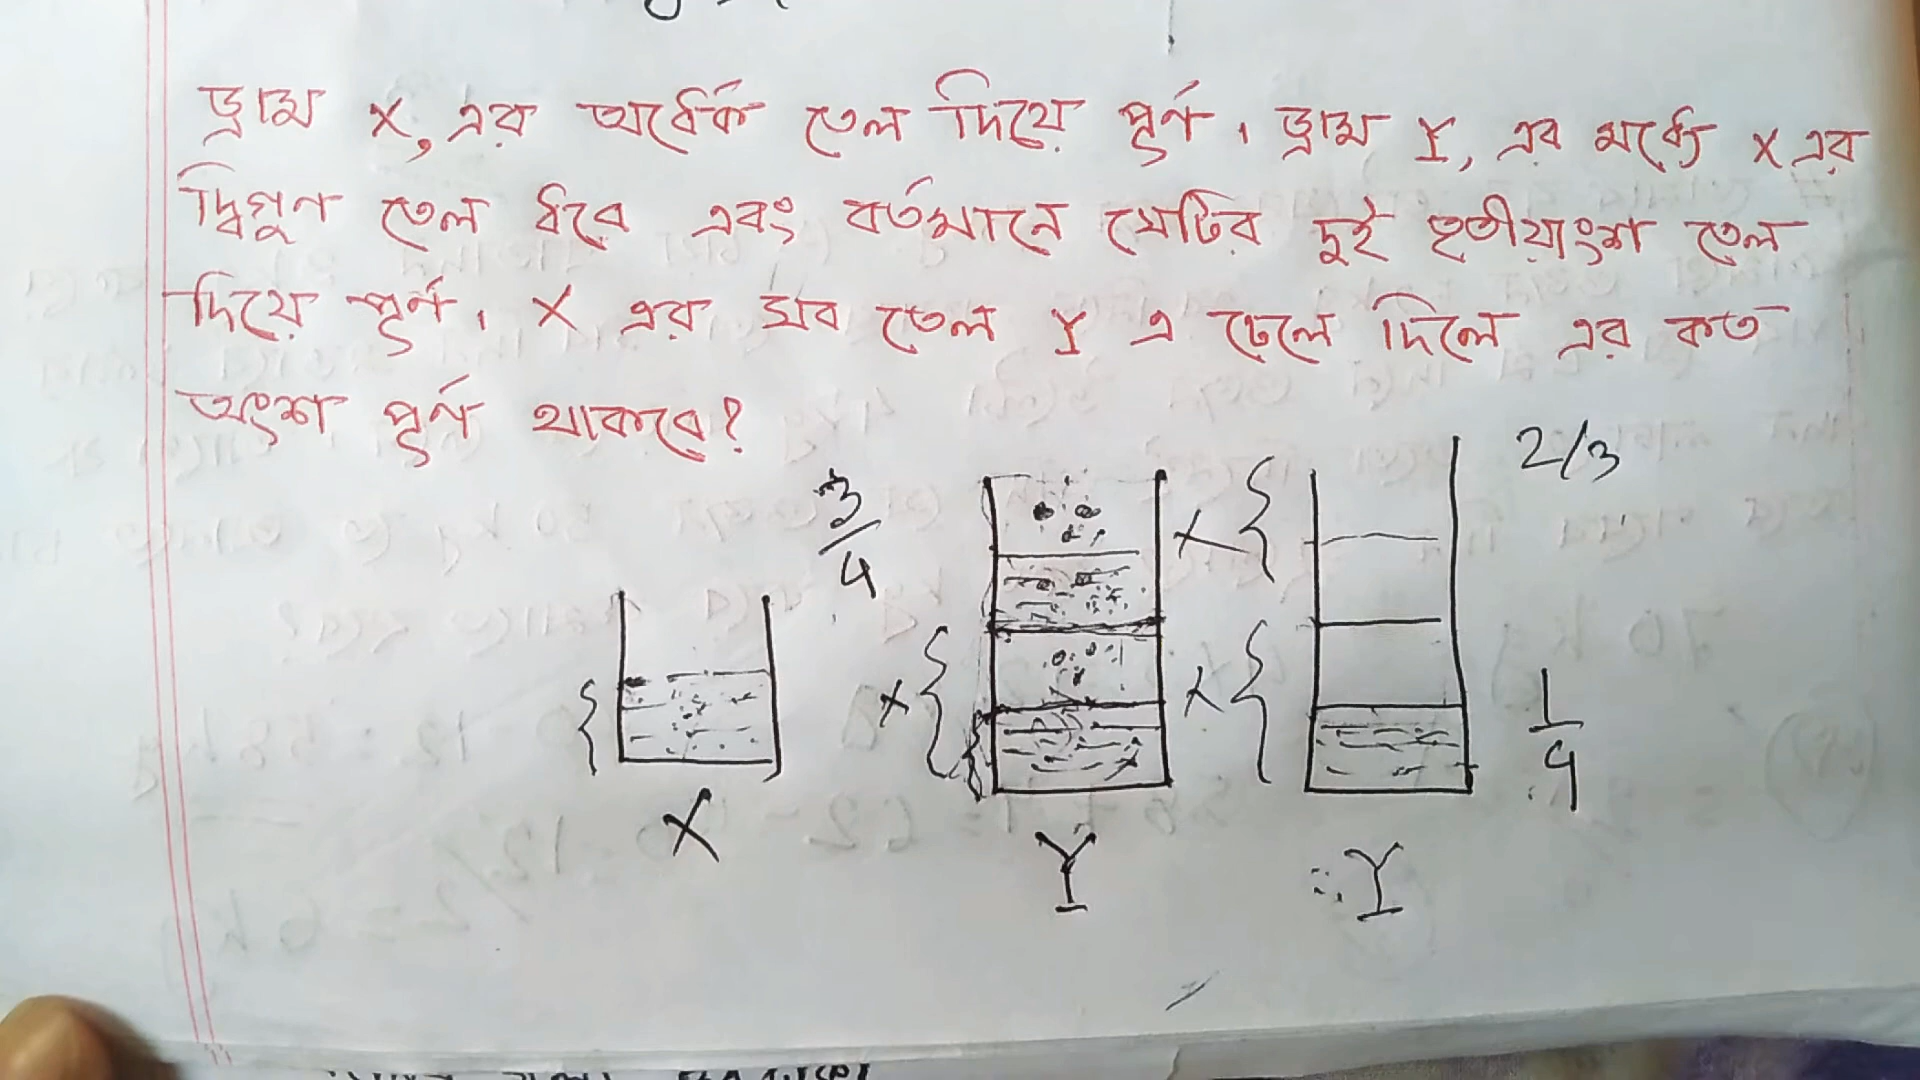 ড্রাম X, এর অর্ধেক তেল দিয়ে পূর্ণ। ড্রাম Y, এর মধ্যে X এর
দ্বিগুণ তেল ধরে এবং বর্তমানে সেটির দুই তৃতীয়াংশ তেল
দিয়ে পূর্ণ। X এর সব তেল Y এ ঢেলে দিলে এর কত
অংশ পূর্ণ থাকবে?
2/3
3/4
X
X
X
1/4
X
Y
∴ Y